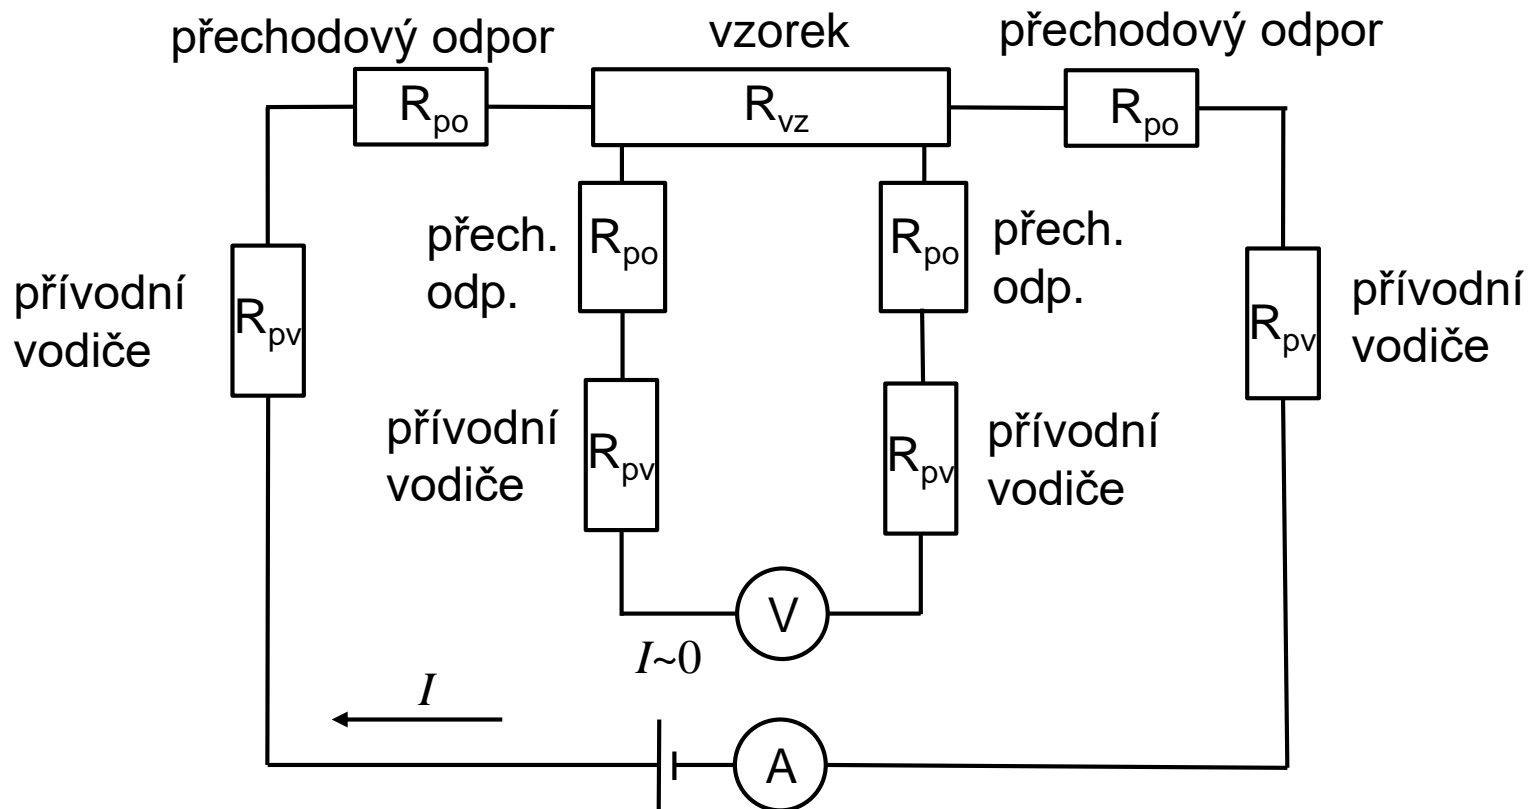 přechodový odpor
vzorek
přechodový odpor
Rpo
Rvz
Rpo
přech.
odp.
Rpo
Rpo
přech.
odp.
přívodní
vodiče
Rpv
Rpv
přívodní
vodiče
přívodní
vodiče
Rpv
Rpv
přívodní
vodiče
V
I~0
I
A